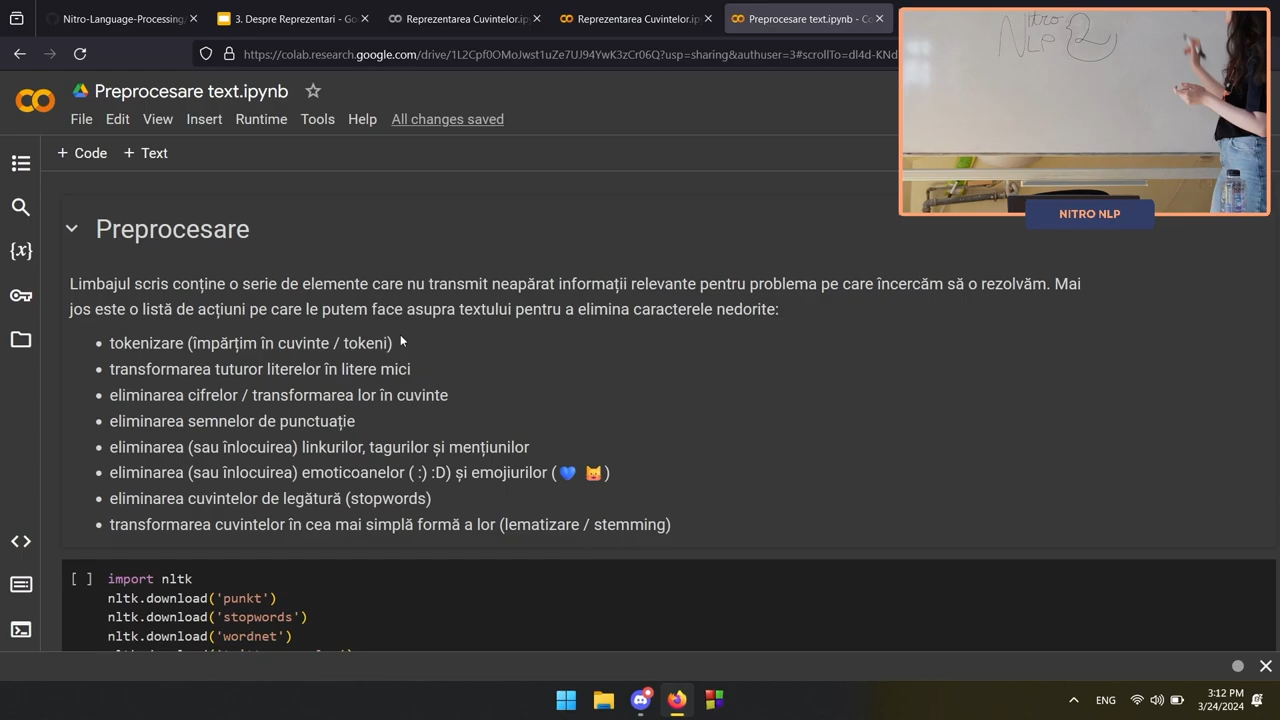 Nitro-Language-Processing/
3. Despre Reprezentari - Go
Reprezentarea Cuvintelor.ip
Reprezentarea Cuvintelor.ip
Preprocesare text.ipynb - Co
https://colab.research.google.com/drive/1L2Cpf0OMoJwst1uZe7UJ94YwK3zCr06Q?usp=sharing&authuser=3#scrollTo=dl4d-KNd
Nitro
NLP 2
NITRO NLP
Preprocesare text.ipynb
File Edit View Insert Runtime Tools Help All changes saved
+ Code + Text
Preprocesare
Limbajul scris conține o serie de elemente care nu transmit neapărat informații relevante pentru problema pe care încercăm să o rezolvăm. Mai
jos este o listă de acțiuni pe care le putem face asupra textului pentru a elimina caracterele nedorite:
• tokenizare (împărțim în cuvinte / tokeni)
• transformarea tuturor literelor în litere mici
• eliminarea cifrelor / transformarea lor în cuvinte
• eliminarea semnelor de punctuație
• eliminarea (sau înlocuirea) linkurilor, tagurilor și mențiunilor
• eliminarea (sau înlocuirea) emoticoanelor ( :) :D) și emojiurilor (💙 😺)
• eliminarea cuvintelor de legătură (stopwords)
• transformarea cuvintelor în cea mai simplă formă a lor (lematizare / stemming)
[ ] import nltk
nltk.download('punkt')
nltk.download('stopwords')
nltk.download('wordnet')
ENG
3:12 PM
3/24/2024